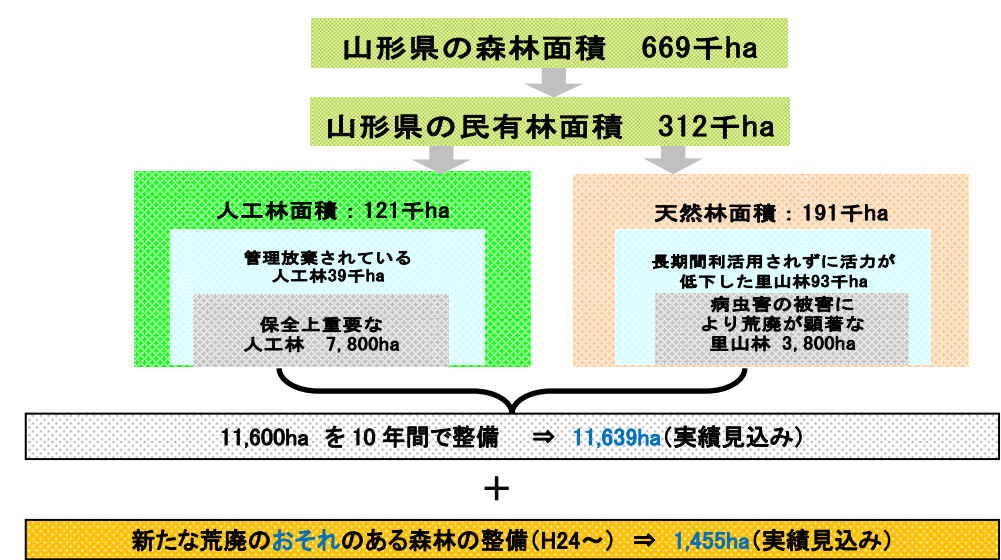 山形県の森林面積　669千ha
山形県の民有林面積　312千ha
人工林面積：121千ha
管理放棄されている
人工林39千ha
保全上重要な
人工林　7,800ha
天然林面積：191千ha
長期間利活用されずに活力が
低下した里山林93千ha
病虫害の被害に
より荒廃が顕著な
里山林 3,800ha
11,600ha を 10 年間で整備　⇒ 11,639ha（実績見込み）
＋
新たな荒廃のおそれのある森林の整備（H24～） ⇒ 1,455ha（実績見込み）